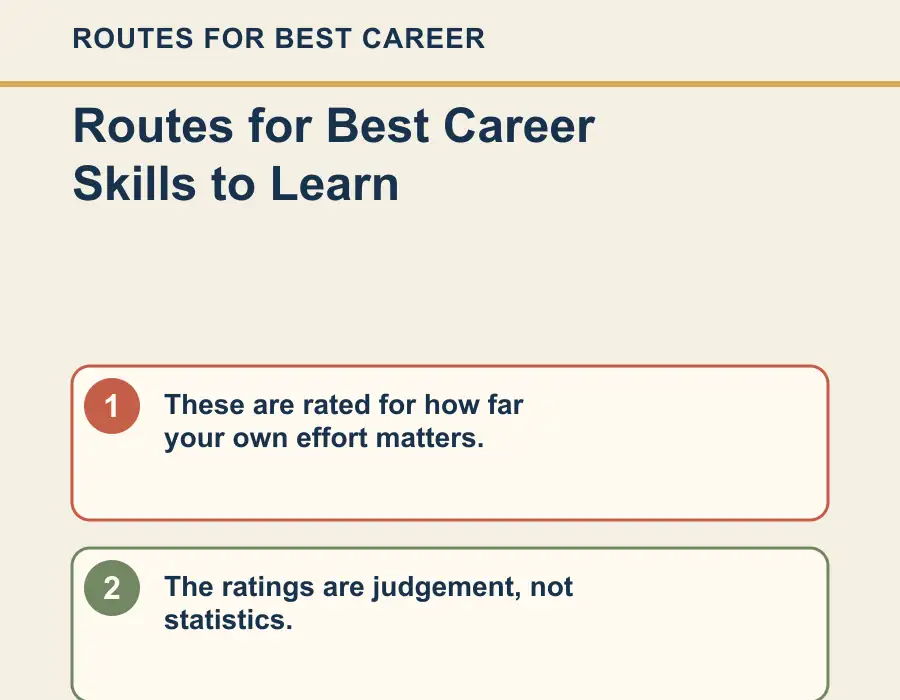 ROUTES FOR BEST CAREER
Routes for Best Career
Skills to Learn
1
These are rated for how far
your own effort matters.
2
The ratings are judgement, not
statistics.